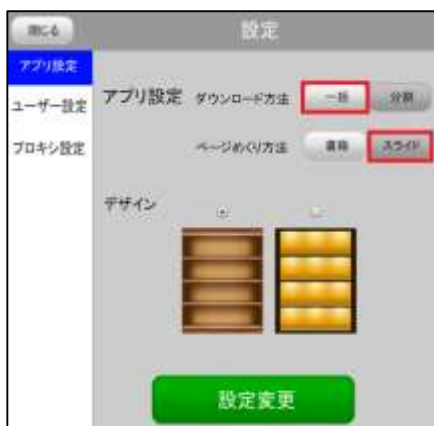 閉じる
設定
アプリ設定
ユーザー設定
プロキシ設定
アプリ設定 ダウンロード方法 一括 分割
ページめくり方法 書籍 スライド
デザイン
設定変更